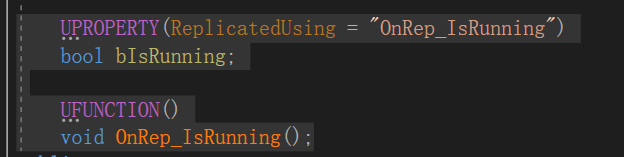 UPROPERTY(ReplicatedUsing = "OnRep_IsRunning")
bool bIsRunning;
UFUNCTION()
void OnRep_IsRunning();